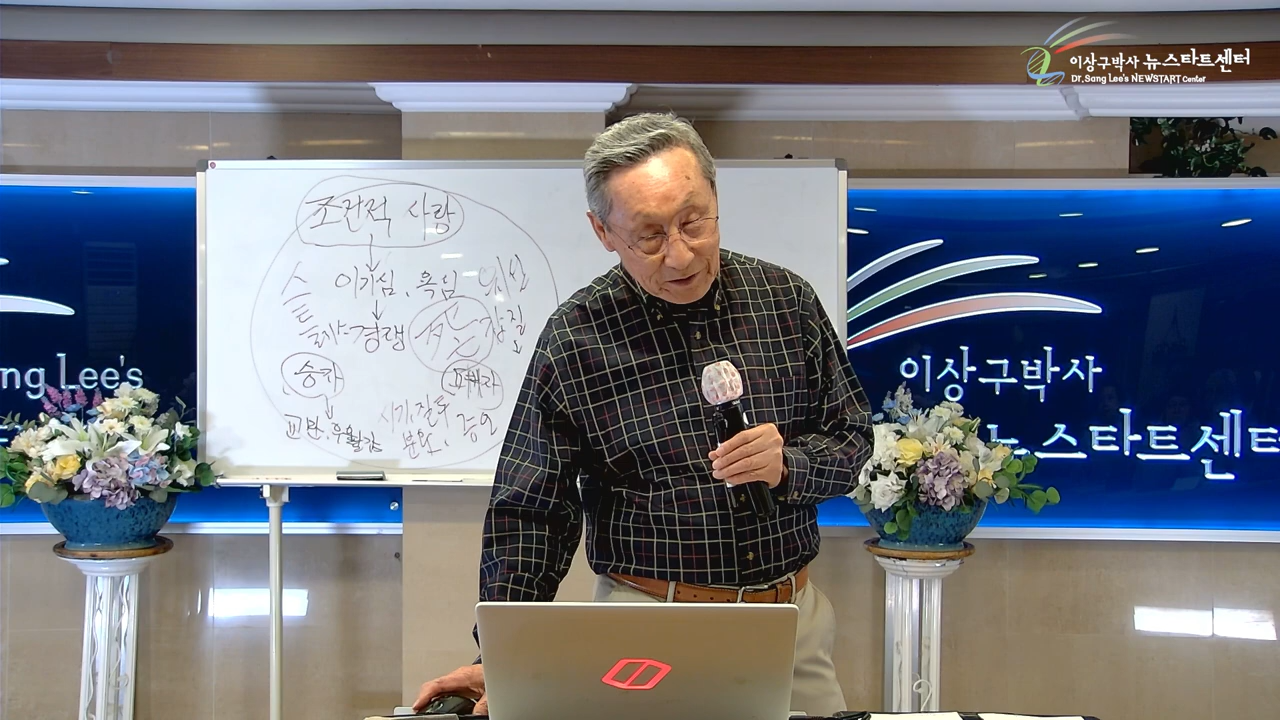 이상구박사 뉴스타트센터
Dr. Sang Lee's NEWSTART Center
조건적 사랑
이기심, 욕심
스트
경쟁
승자
패배자
교만, 우월감
시기, 질투
분노, 증오
ng Lee's
이상구박사
뉴스타트센터